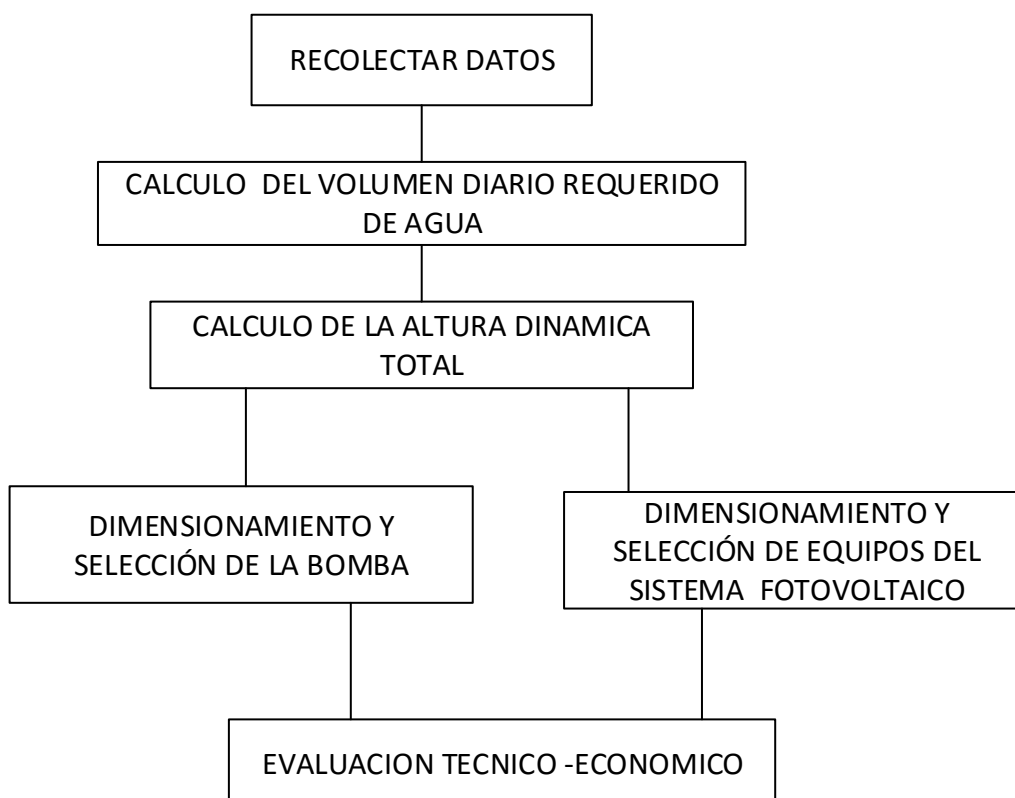 RECOLECTAR DATOS
CALCULO DEL VOLUMEN DIARIO REQUERIDO
DE AGUA
CALCULO DE LA ALTURA DINAMICA
TOTAL
DIMENSIONAMIENTO Y
SELECCIÓN DE LA BOMBA
DIMENSIONAMIENTO Y
SELECCIÓN DE EQUIPOS DEL
SISTEMA FOTOVOLTAICO
EVALUACION TECNICO -ECONOMICO